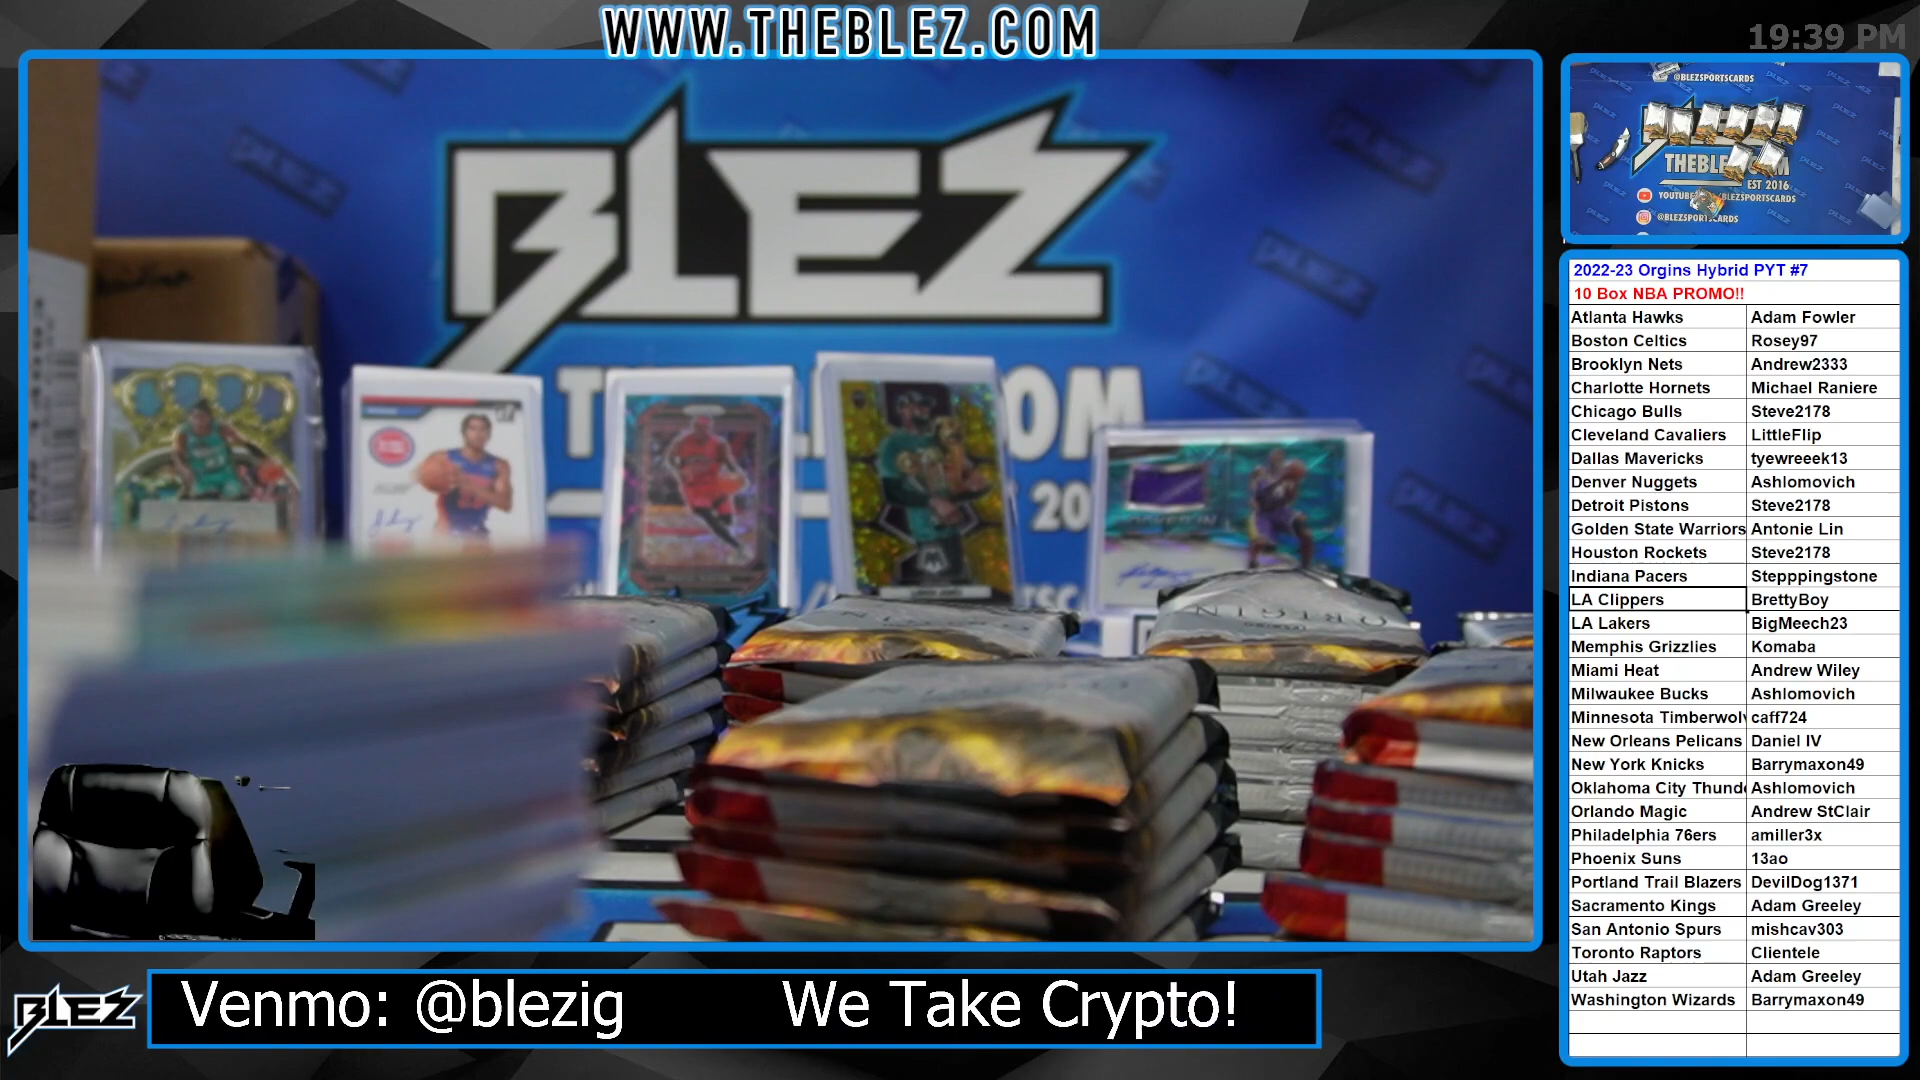 WWW.THEBLEZ.COM
19:39 PM
BLEZ
@BLEZSPORTSCARDS
EST 2016
@BLEZSPORTSCARDS
2022-23 Orgins Hybrid PYT #7
10 Box NBA PROMO!!
Atlanta Hawks Adam Fowler
Boston Celtics Rosey97
Brooklyn Nets Andrew2333
Charlotte Hornets Michael Raniere
Chicago Bulls Steve2178
Cleveland Cavaliers LittleFlip
Dallas Mavericks tyewreeek13
Denver Nuggets Ashlomovich
Detroit Pistons Steve2178
Golden State Warriors Antonie Lin
Houston Rockets Steve2178
Indiana Pacers Stepppingstone
LA Clippers BrettyBoy
LA Lakers BigMeech23
Memphis Grizzlies Komaba
Miami Heat Andrew Wiley
Milwaukee Bucks Ashlomovich
Minnesota Timberwol caff724
New Orleans Pelicans Daniel IV
New York Knicks Barrymaxon49
Oklahoma City Thund Ashlomovich
Orlando Magic Andrew StClair
Philadelphia 76ers amiller3x
Phoenix Suns 13ao
Portland Trail Blazers DevilDog1371
Sacramento Kings Adam Greeley
San Antonio Spurs mishcav303
Toronto Raptors Clientele
Utah Jazz Adam Greeley
Washington Wizards Barrymaxon49
BLEZ
Venmo: @blezig We Take Crypto!